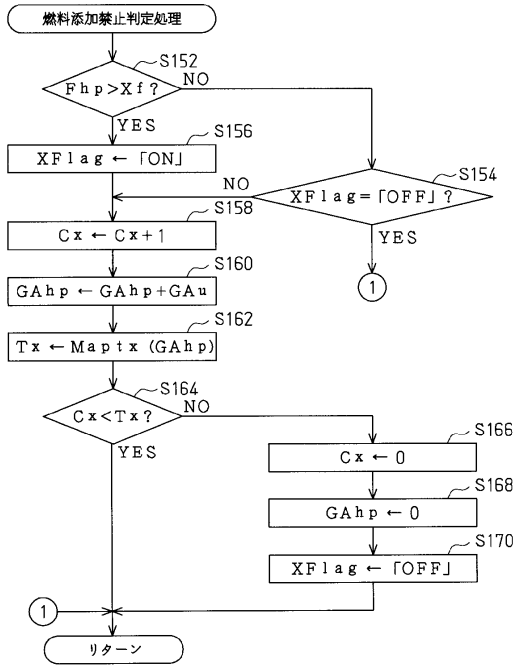 燃料添加禁止判定処理
S152
Fhp>Xf?
NO
YES
S156
XFlag ← 「ON」
S154
XFlag=「OFF」?
NO
YES
1
S158
Cx ← Cx+1
S160
GAhp ← GAhp+GAu
S162
Tx ← Maptx (GAhp)
S164
Cx<Tx?
NO
YES
S166
Cx ← 0
S168
GAhp ← 0
S170
XFlag ← 「OFF」
1
リターン